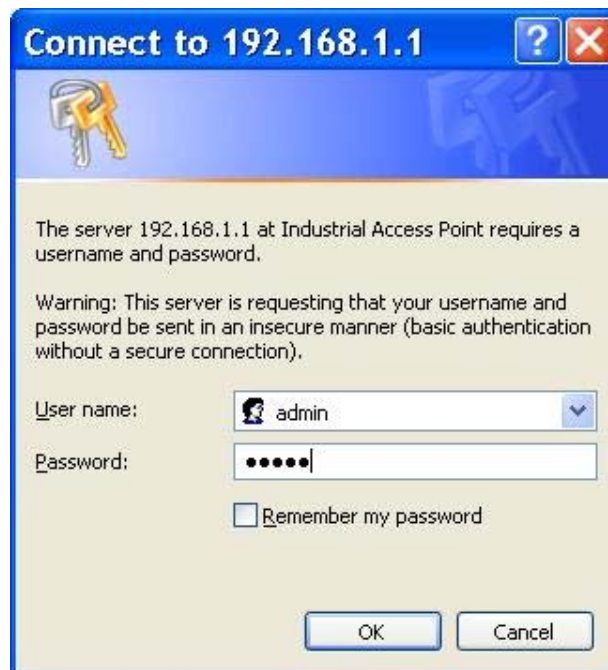 Connect to 192.168.1.1
The server 192.168.1.1 at Industrial Access Point requires a
username and password.
Warning: This server is requesting that your username and
password be sent in an insecure manner (basic authentication
without a secure connection).
User name:
admin
Password:
●●●●●
Remember my password
OK
Cancel